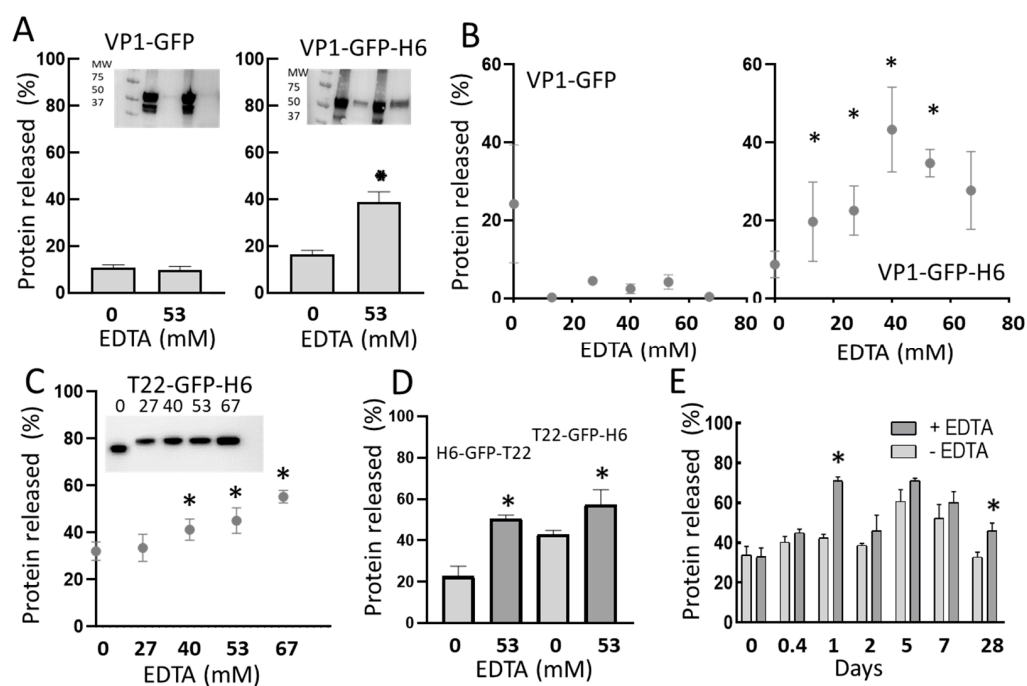 A
VP1-GFP
VP1-GFP-H6
Protein released (%)
100
80
60
40
20
0
MW
75
50
37
0 53
EDTA (mM)
100
80
60
40
20
0
MW
75
50
37
*
0 53
EDTA (mM)
B
Protein released (%)
60
40
20
0
VP1-GFP
0 20 40 60 80
EDTA (mM)
60
40
20
0
* * * *
VP1-GFP-H6
0 20 40 60 80
EDTA (mM)
C
T22-GFP-H6
0 27 40 53 67
Protein released (%)
100
80
60
40
20
0
* * *
0 27 40 53 67
EDTA (mM)
D
Protein released (%)
100
80
60
40
20
0
H6-GFP-T22
T22-GFP-H6
* *
0 53 0 53
EDTA (mM)
E
Protein released (%)
100
80
60
40
20
0
+ EDTA
- EDTA
* *
0 0.4 1 2 5 7 28
Days